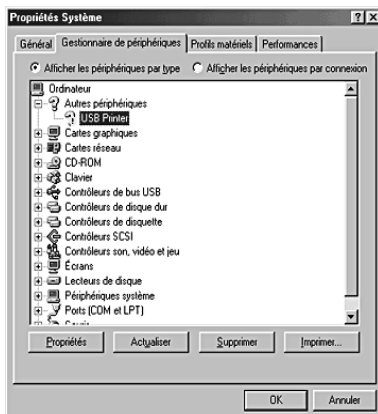 Propriétés Système
Général Gestionnaire de périphériques Profils matériels Performances
Afficher les périphériques par type Afficher les périphériques par connexion
Ordinateur
Autres périphériques
USB Printer
Cartes graphiques
Cartes réseau
CD-ROM
Clavier
Contrôleurs de bus USB
Contrôleurs de disque dur
Contrôleurs de disquette
Contrôleurs SCSI
Contrôleurs son, vidéo et jeu
Écrans
Lecteurs de disque
Périphériques système
Ports (COM et LPT)
Propriétés Actualiser Supprimer Imprimer...
OK Annuler